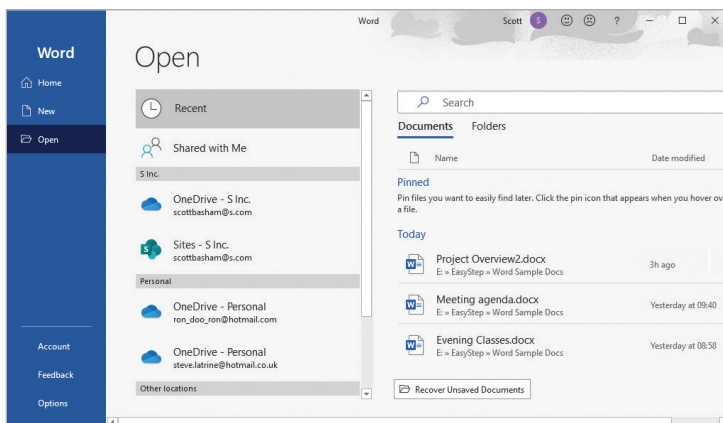 Word
Scott
S
?
Word
Home
New
Open
Account
Feedback
Options
Open
Recent
Shared with Me
S Inc.
OneDrive - S Inc.
scottbasham@s.com
Sites - S Inc.
scottbasham@s.com
Personal
OneDrive - Personal
ron_doo_ron@hotmail.com
OneDrive - Personal
steve.latrine@hotmail.co.uk
Other locations
Search
Documents Folders
Name Date modified
Pinned
Pin files you want to easily find later. Click the pin icon that appears when you hover ov
a file.
Today
Project Overview2.docx
E: » EasyStep » Word Sample Docs
3h ago
Meeting agenda.docx
E: » EasyStep » Word Sample Docs
Yesterday at 09:40
Evening Classes.docx
E: » EasyStep » Word Sample Docs
Yesterday at 08:58
Recover Unsaved Documents